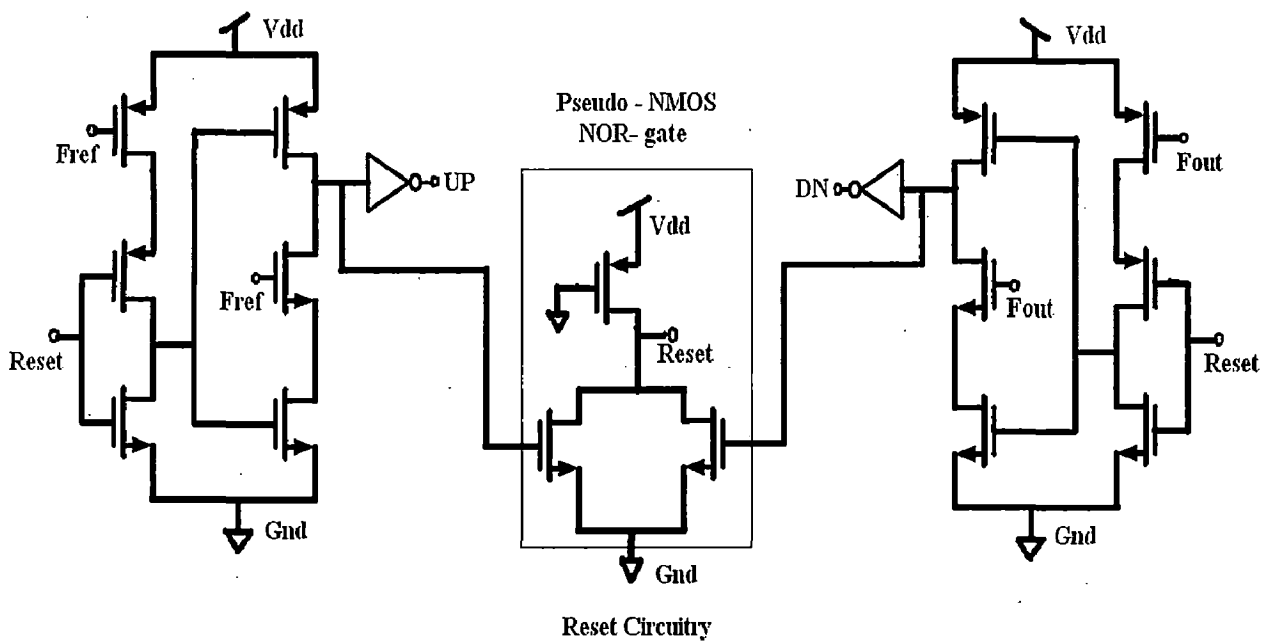 Vdd
Vdd
Pseudo - NMOS
NOR- gate
Fref
UP
DN
Fout
Vdd
Fref
Fout
Reset
Reset
Reset
Gnd
Gnd
Gnd
Reset Circuitry